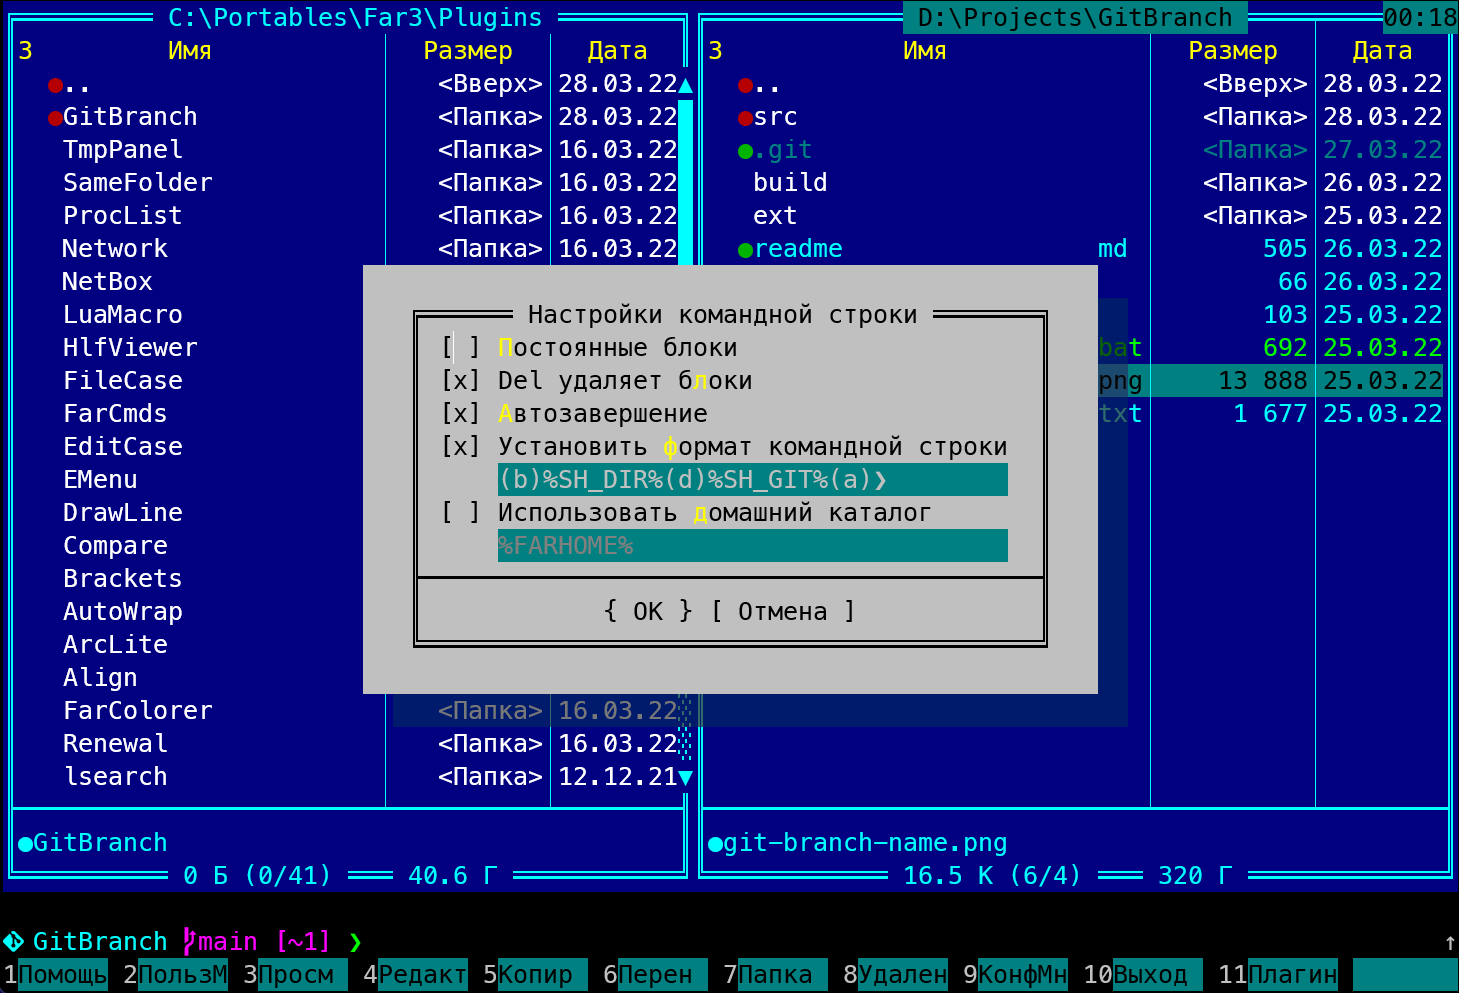 C:\Portables\Far3\Plugins D:\Projects\GitBranch 00:18
З Имя Размер Дата З Имя Размер Дата
.. <Вверх> 28.03.22 .. <Вверх> 28.03.22
GitBranch <Папка> 28.03.22 src <Папка> 28.03.22
TmpPanel <Папка> 16.03.22 .git <Папка> 27.03.22
SameFolder <Папка> 16.03.22 build <Папка> 26.03.22
ProcList <Папка> 16.03.22 ext <Папка> 25.03.22
Network <Папка> 16.03.22 readme md 505 26.03.22
NetBox 66 26.03.22
LuaMacro Настройки командной строки 103 25.03.22
HlfViewer [ ] Постоянные блоки bat 692 25.03.22
FileCase [x] Del удаляет блоки png 13 888 25.03.22
FarCmds [x] Автозавершение txt 1 677 25.03.22
EditCase [x] Установить формат командной строки
EMenu (b)%SH_DIR%(d)%SH_GIT%(a)❯
DrawLine [ ] Использовать домашний каталог
Compare %FARHOME%
Brackets
AutoWrap { OK } [ Отмена ]
ArcLite
Align
FarColorer <Папка> 16.03.22
Renewal <Папка> 16.03.22
lsearch <Папка> 12.12.21
GitBranch git-branch-name.png
0 Б (0/41) 40.6 Г 16.5 К (6/4) 320 Г
GitBranch main [~1] ❯ ↑
1Помощь 2ПользМ 3Просм 4Редакт 5Копир 6Перен 7Папка 8Удален 9КонфМн 10Выход 11Плагин